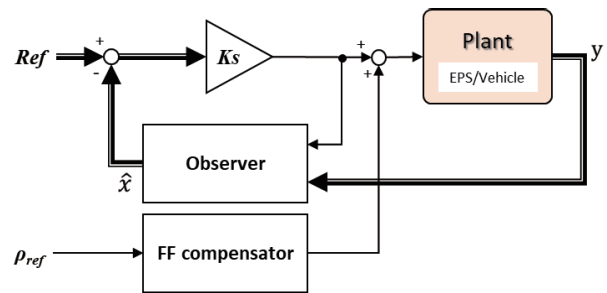 + + Plant y
Ref Ks
- + EPS/Vehicle
Observer
x̂
ρref FF compensator